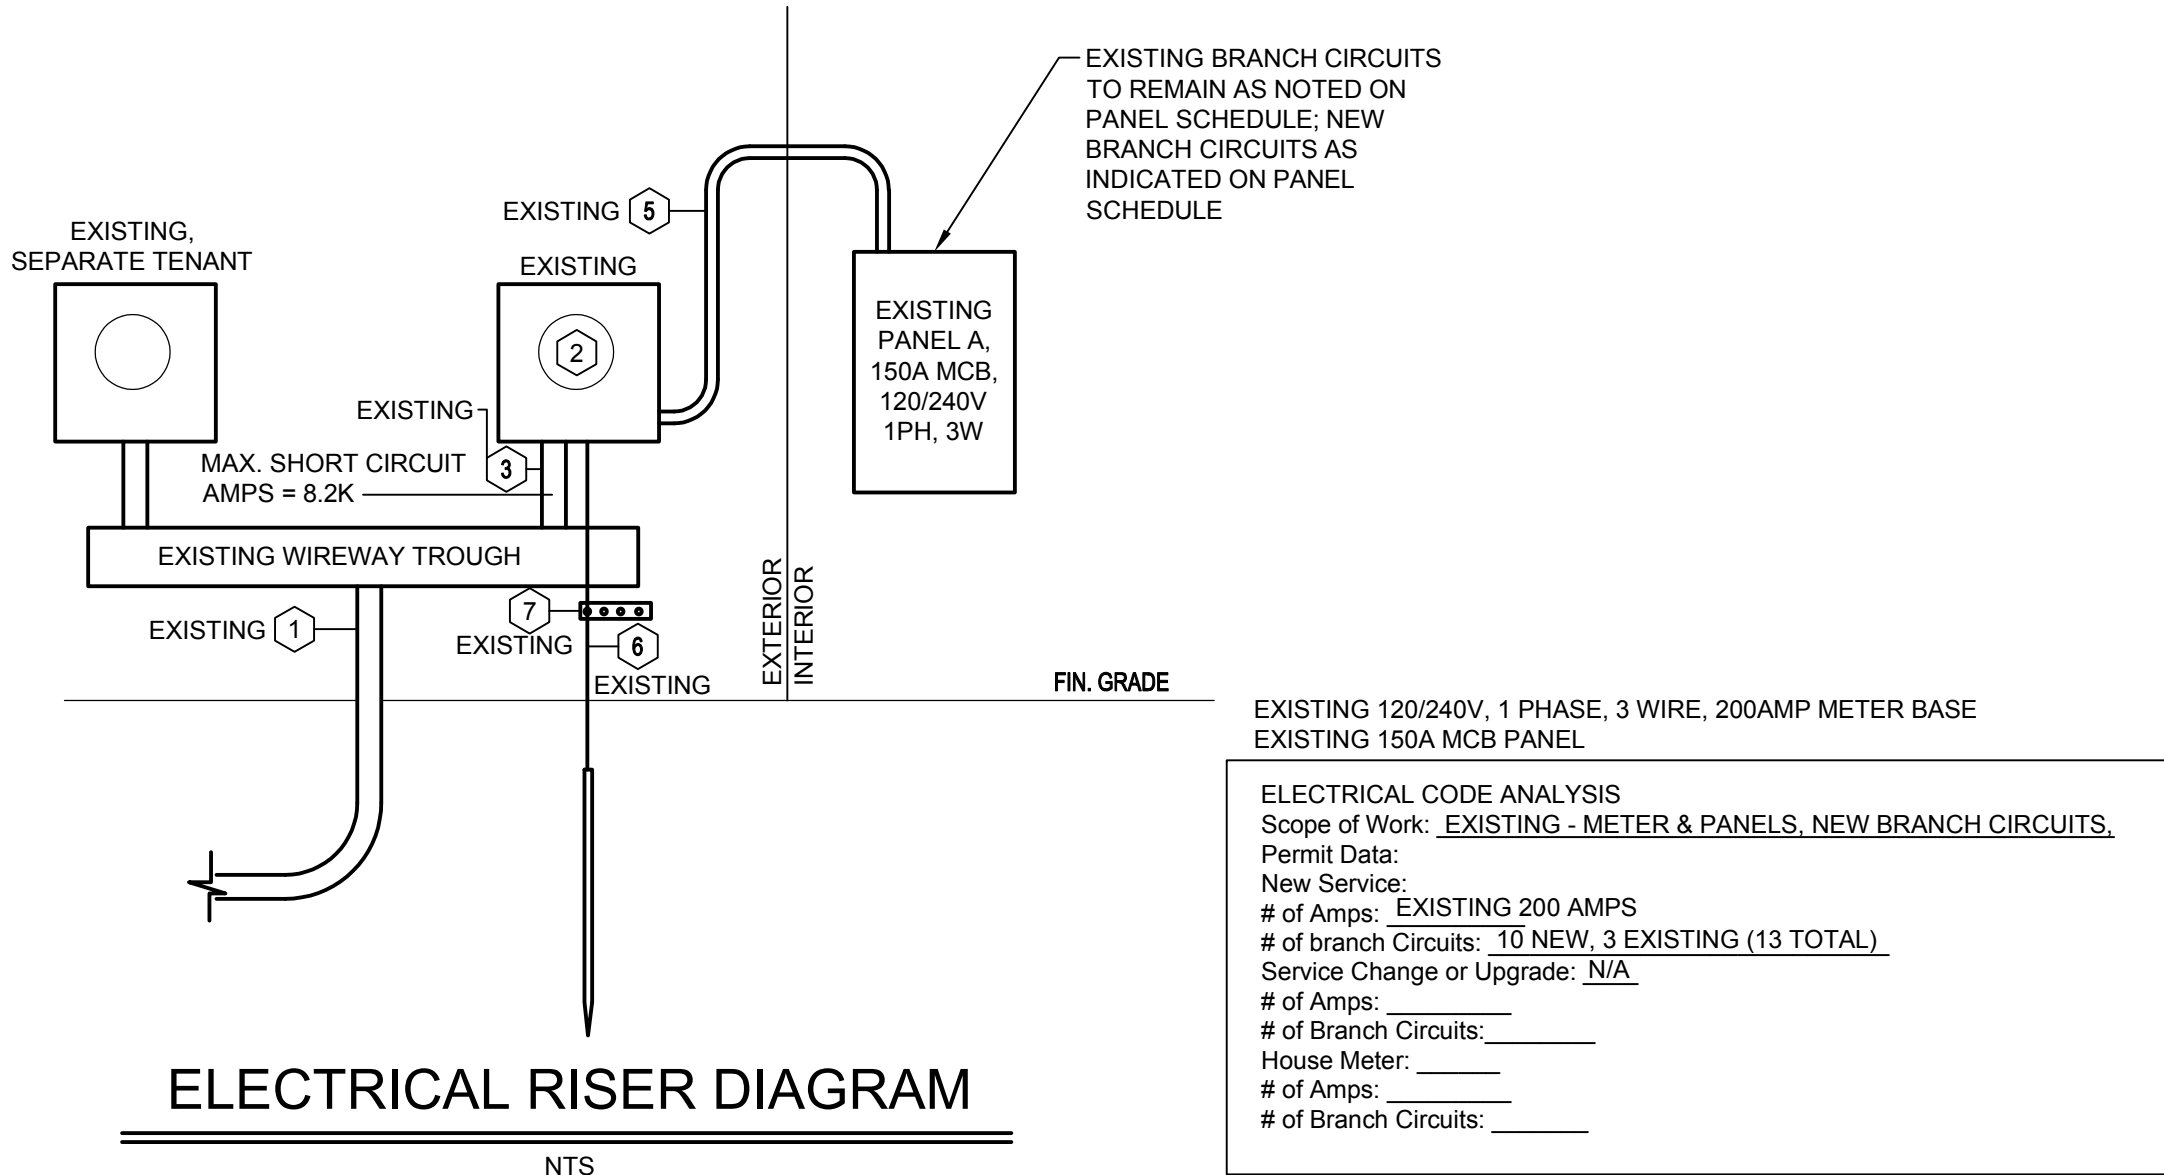 EXISTING BRANCH CIRCUITS
TO REMAIN AS NOTED ON
PANEL SCHEDULE; NEW
BRANCH CIRCUITS AS
INDICATED ON PANEL
SCHEDULE
EXISTING 5
EXISTING,
SEPARATE TENANT
EXISTING
2
EXISTING
PANEL A,
150A MCB,
120/240V
1PH, 3W
EXISTING
3
MAX. SHORT CIRCUIT
AMPS = 8.2K
EXISTING WIREWAY TROUGH
EXISTING 1
7
EXISTING
6
EXISTING
EXTERIOR
INTERIOR
FIN. GRADE
EXISTING 120/240V, 1 PHASE, 3 WIRE, 200AMP METER BASE
EXISTING 150A MCB PANEL
ELECTRICAL CODE ANALYSIS
Scope of Work: EXISTING - METER & PANELS, NEW BRANCH CIRCUITS,
Permit Data:
New Service:
# of Amps: EXISTING 200 AMPS
# of branch Circuits: 10 NEW, 3 EXISTING (13 TOTAL)
Service Change or Upgrade: N/A
# of Amps: _________
# of Branch Circuits:________
House Meter: ______
# of Amps: _________
# of Branch Circuits: _______
ELECTRICAL RISER DIAGRAM
NTS